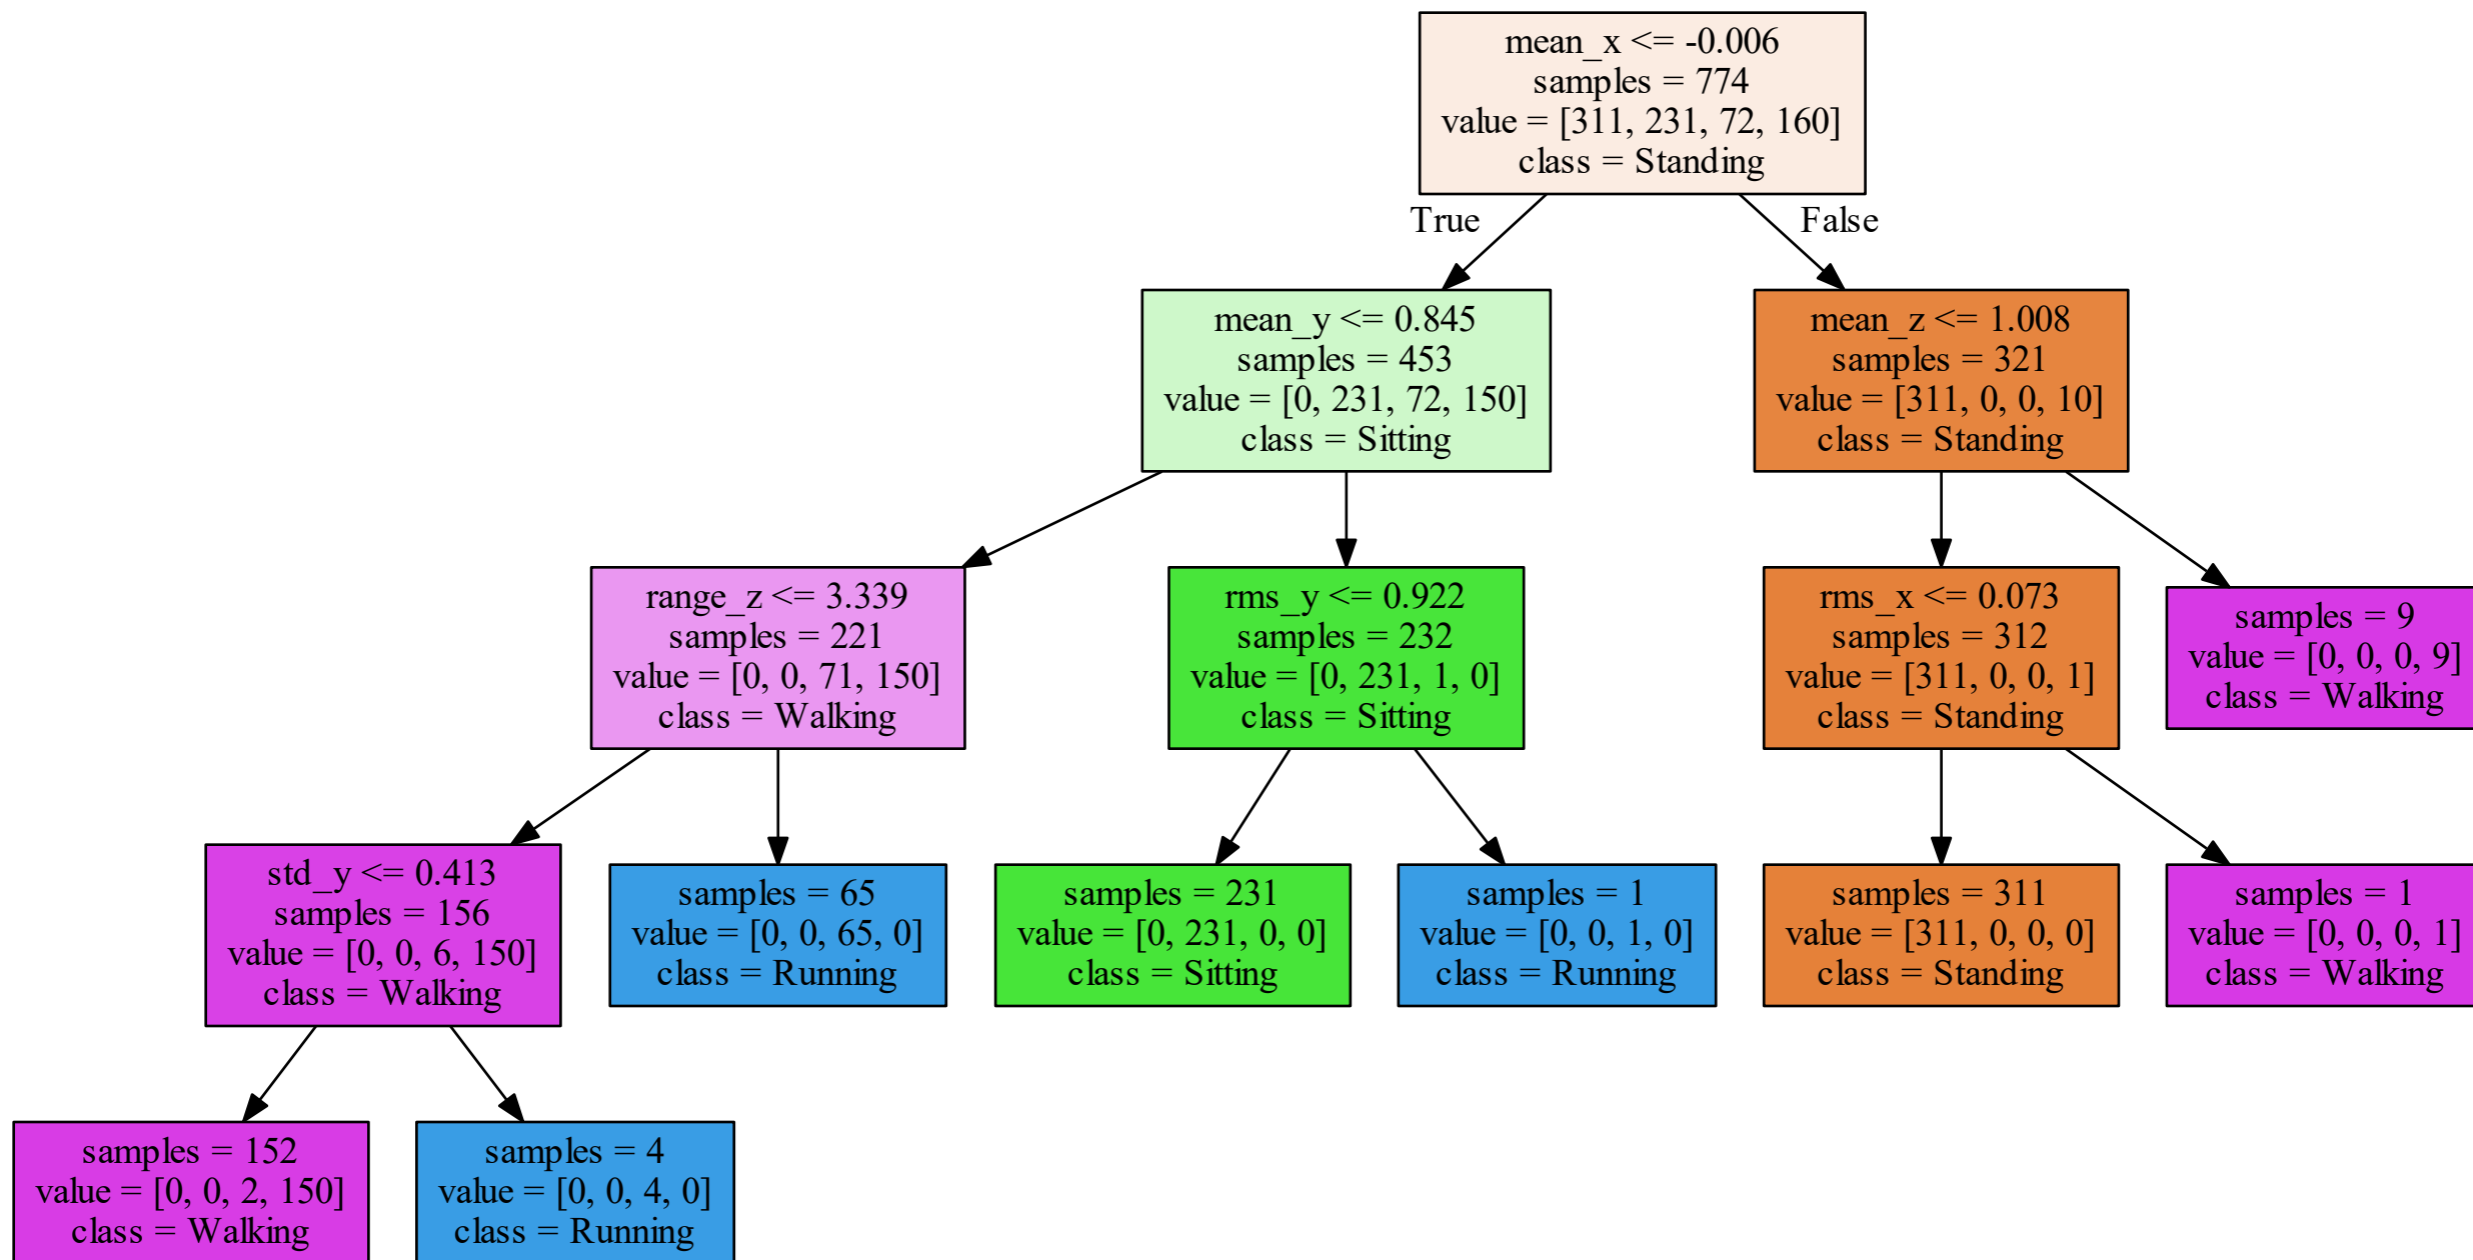 mean_x <= -0.006
samples = 774
value = [311, 231, 72, 160]
class = Standing
True
False
mean_y <= 0.845
samples = 453
value = [0, 231, 72, 150]
class = Sitting
mean_z <= 1.008
samples = 321
value = [311, 0, 0, 10]
class = Standing
range_z <= 3.339
samples = 221
value = [0, 0, 71, 150]
class = Walking
rms_y <= 0.922
samples = 232
value = [0, 231, 1, 0]
class = Sitting
rms_x <= 0.073
samples = 312
value = [311, 0, 0, 1]
class = Standing
samples = 9
value = [0, 0, 0, 9]
class = Walking
std_y <= 0.413
samples = 156
value = [0, 0, 6, 150]
class = Walking
samples = 65
value = [0, 0, 65, 0]
class = Running
samples = 231
value = [0, 231, 0, 0]
class = Sitting
samples = 1
value = [0, 0, 1, 0]
class = Running
samples = 311
value = [311, 0, 0, 0]
class = Standing
samples = 1
value = [0, 0, 0, 1]
class = Walking
samples = 152
value = [0, 0, 2, 150]
class = Walking
samples = 4
value = [0, 0, 4, 0]
class = Running